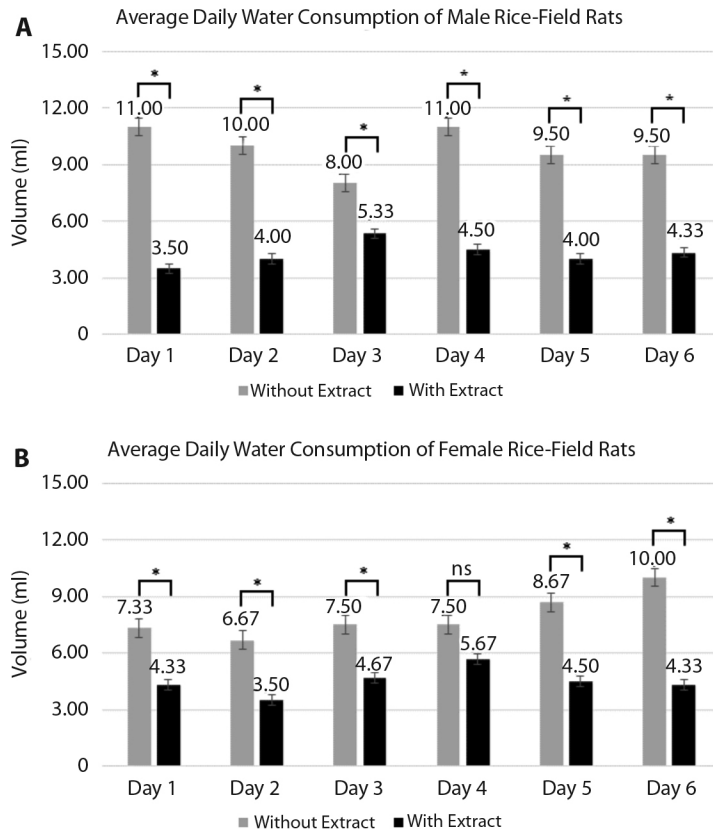 A
Average Daily Water Consumption of Male Rice-Field Rats
Volume (ml)
15.00
12.00
9.00
6.00
3.00
0
* * * * * *
11.00 10.00 8.00 11.00 9.50 9.50
3.50 4.00 5.33 4.50 4.00 4.33
Day 1 Day 2 Day 3 Day 4 Day 5 Day 6
Without Extract With Extract
B
Average Daily Water Consumption of Female Rice-Field Rats
Volume (ml)
15.00
12.00
9.00
6.00
3.00
0
* * * ns * *
7.33 6.67 7.50 7.50 8.67 10.00
4.33 3.50 4.67 5.67 4.50 4.33
Day 1 Day 2 Day 3 Day 4 Day 5 Day 6
Without Extract With Extract